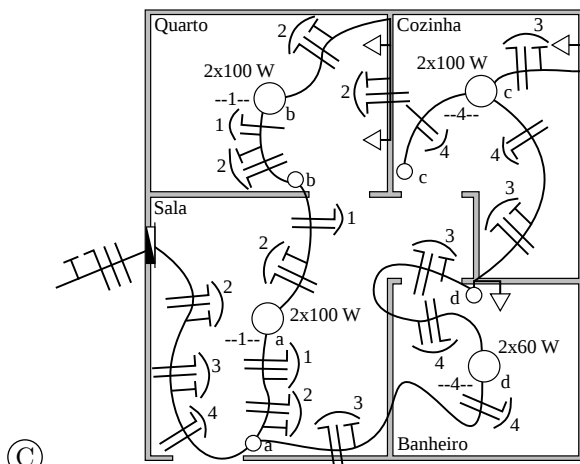 Quarto
Cozinha
2
3
2x100 W
2x100 W
--1--
b
2
c
1
--4--
4
4
2
b
c
3
Sala
1
3
2
2
d
2x100 W
--1--
a
2x60 W
1
4
3
--4--
d
2
3
4
4
a
Banheiro
C